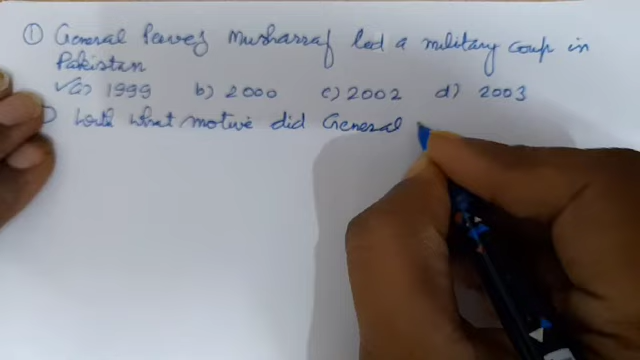 ① General Pervez Musharraf led a military coup in
Pakistan
✓a) 1999 b) 2000 c) 2002 d) 2003
With what motive did General